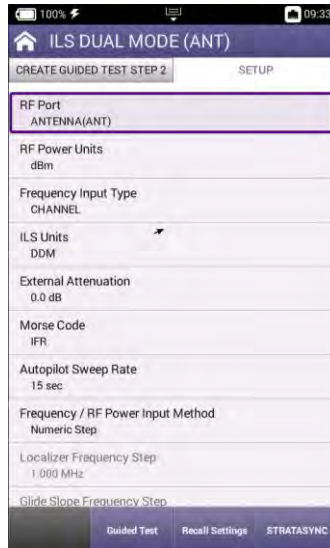 100% 09:33
ILS DUAL MODE (ANT)
CREATE GUIDED TEST STEP 2 SETUP
RF Port
ANTENNA(ANT)
RF Power Units
dBm
Frequency Input Type
CHANNEL
ILS Units
DDM
External Attenuation
0.0 dB
Morse Code
IFR
Autopilot Sweep Rate
15 sec
Frequency / RF Power Input Method
Numeric Step
Localizer Frequency Step
1.000 MHz
Glide Slope Frequency Step
Guided Test Recall Settings STRATASYNC